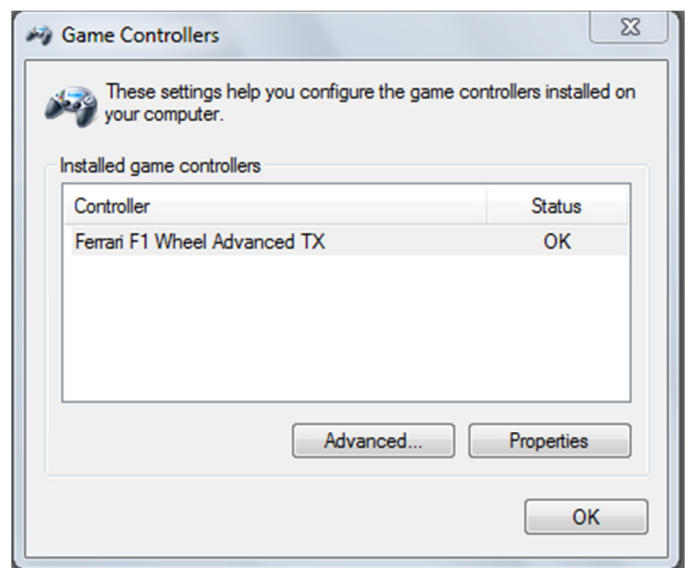 Game Controllers
These settings help you configure the game controllers installed on
your computer.
Installed game controllers
Controller Status
Ferrari F1 Wheel Advanced TX OK
Advanced... Properties
OK